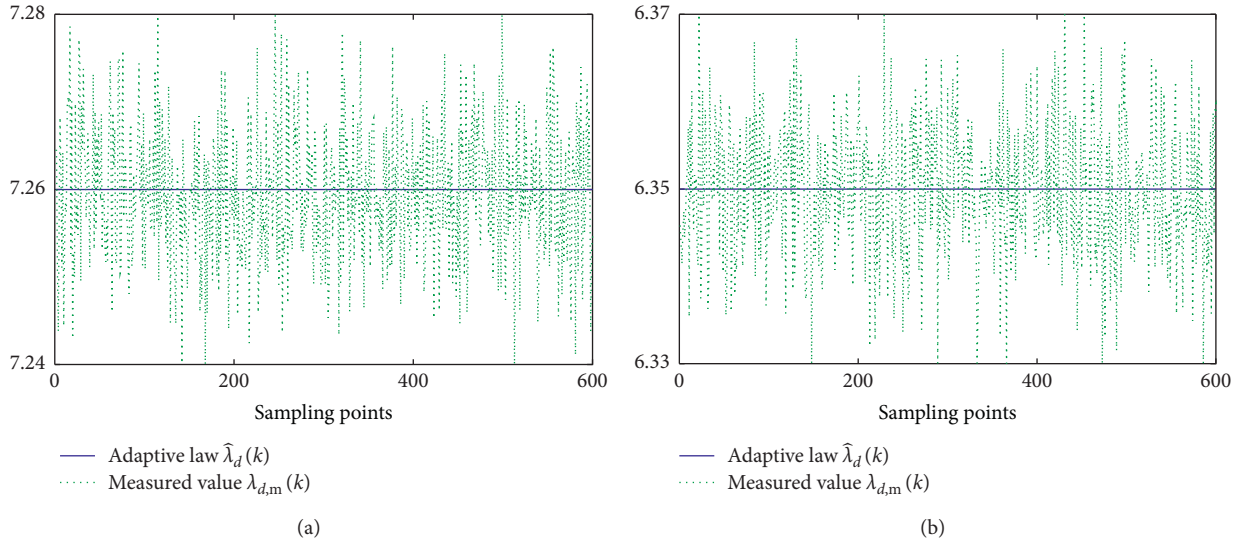 7.28
7.260
7.24
0
200
400
600
Sampling points
Adaptive law λ̂d (k)
Measured value λd,m (k)
(a)
6.37
6.35
6.33
0
200
400
600
Sampling points
Adaptive law λ̂d (k)
Measured value λd,m (k)
(b)